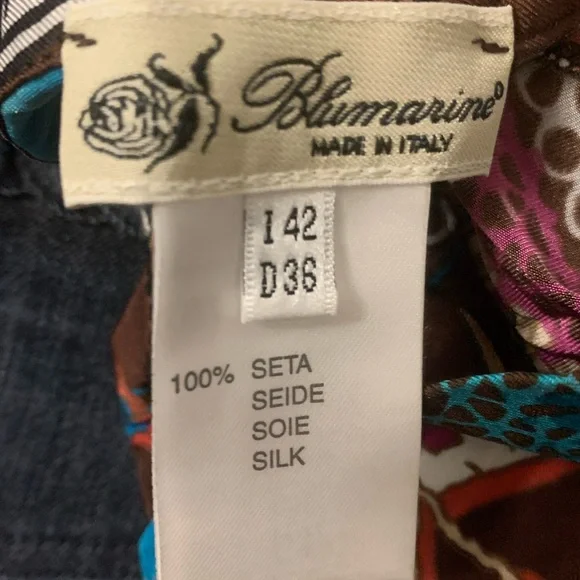 Blumarine
MADE IN ITALY
I 42
D 36
100% SETA
SEIDE
SOIE
SILK